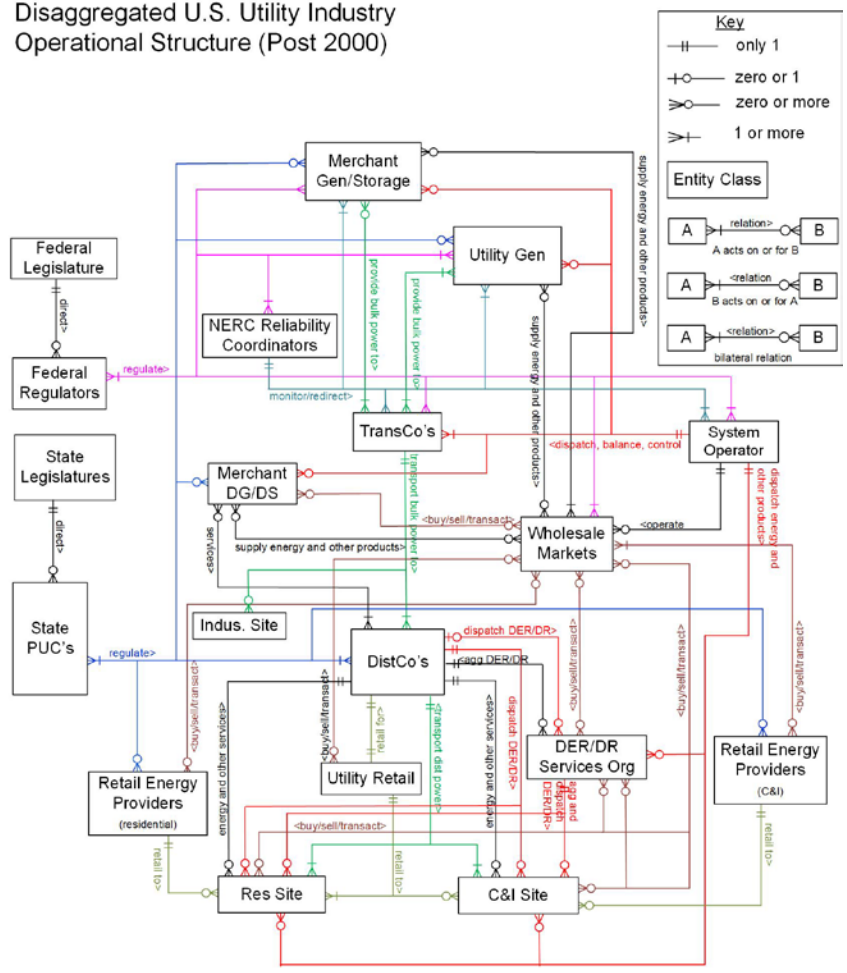 Disaggregated U.S. Utility Industry
Operational Structure (Post 2000)
Key
only 1
zero or 1
zero or more
1 or more
Entity Class
A
relation>
B
A acts on or for B
A
<relation
B
B acts on or for A
A
<relation>
B
bilateral relation
Merchant
Gen/Storage
supply energy and other products>
Federal
Legislature
Utility Gen
direct>
provide bulk power to>
provide bulk power to>
NERC Reliability
Coordinators
supply energy and other products>
Federal
Regulators
regulate>
monitor/redirect>
TransCo's
<dispatch, balance, control
System
Operator
State
Legislatures
Merchant
DG/DS
transport bulk power to>
dispatch energy and
other products>
direct>
services>
<buy/sell/transact>
supply energy and other products>
Wholesale
Markets
<operate
State
PUC's
Indus. Site
regulate>
DistCo's
dispatch DER/DR>
<agg DER/DR
<buy/sell/transact>
<buy/sell/transact>
<buy/sell/transact>
<buy/sell/transact>
<buy/sell/transact>
energy and other services>
retail for>
<transport dist power>
energy and other services>
dispatch DER/DR>
Retail Energy
Providers
(residential)
Utility Retail
DER/DR
Services Org
Retail Energy
Providers
(C&I)
agg and
dispatch
DER/DR>
<buy/sell/transact>
retail to>
retail to>
retail to>
Res Site
C&I Site